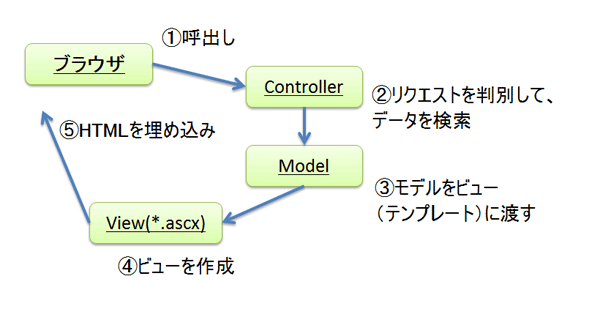 ①呼出し
ブラウザ
Controller
②リクエストを判別して、
データを検索
⑤HTMLを埋め込み
Model
③モデルをビュー
（テンプレート）に渡す
View(*.ascx)
④ビューを作成